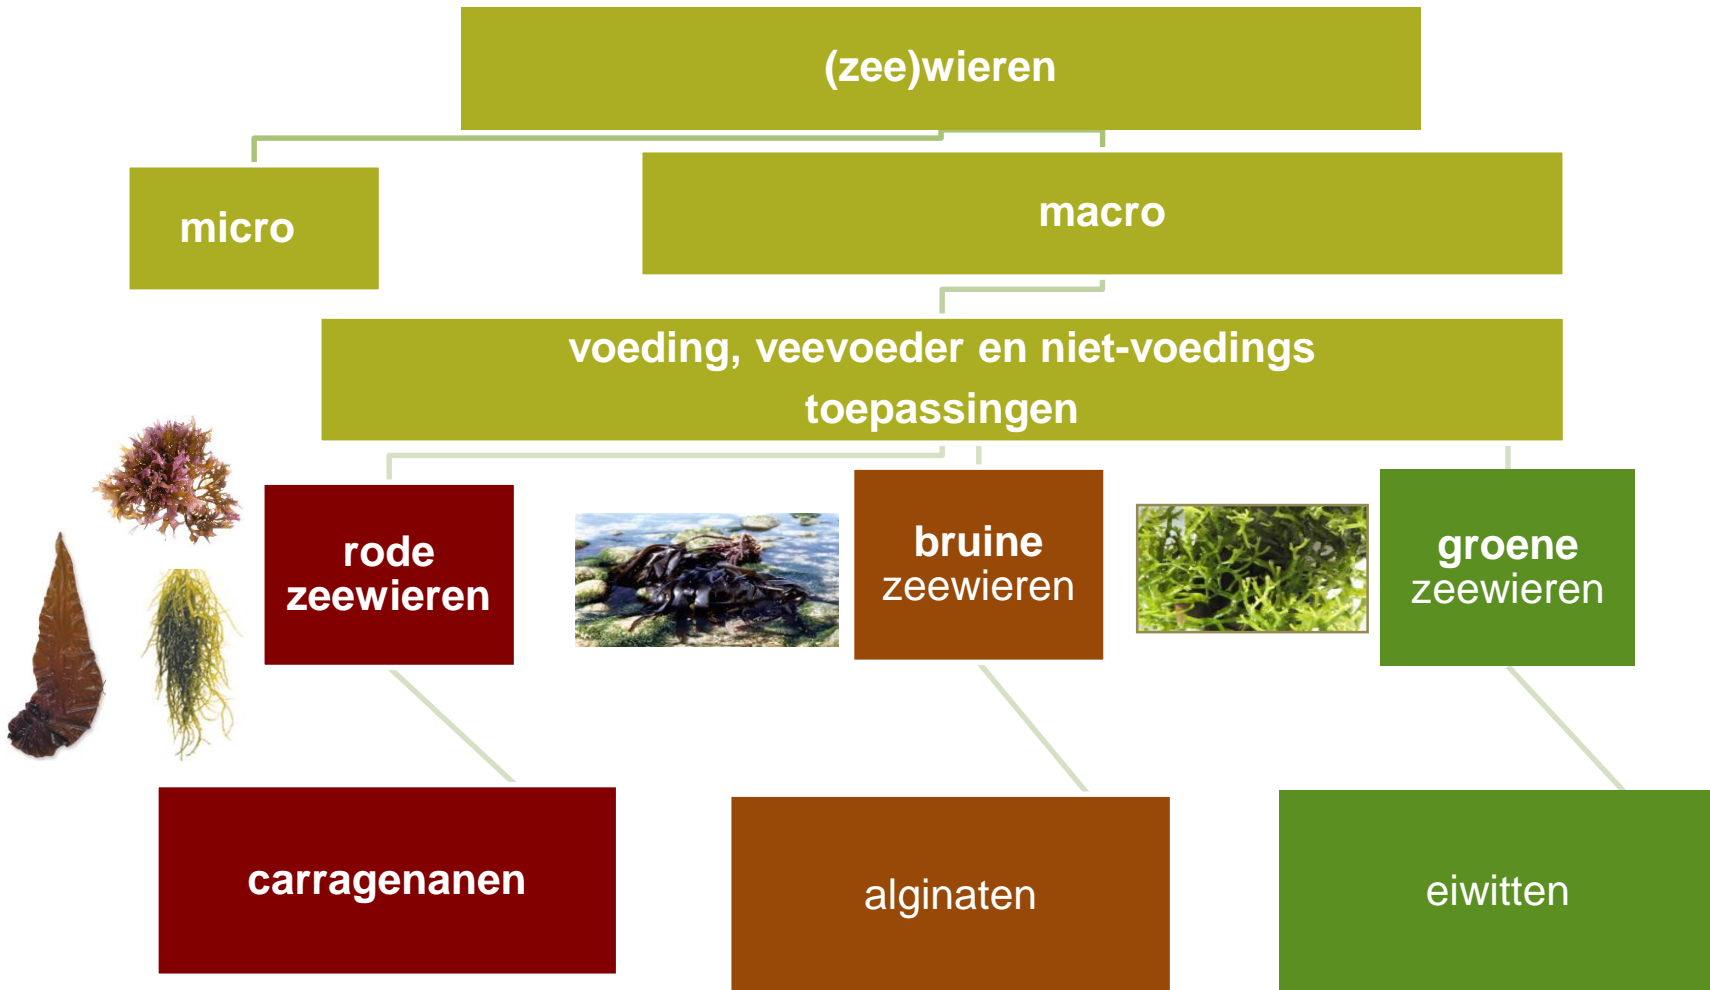 (zee)wieren
micro
macro
voeding, veevoeder en niet-voedings
toepassingen
rode
zeewieren
bruine
zeewieren
groene
zeewieren
carragenanen
alginaten
eiwitten